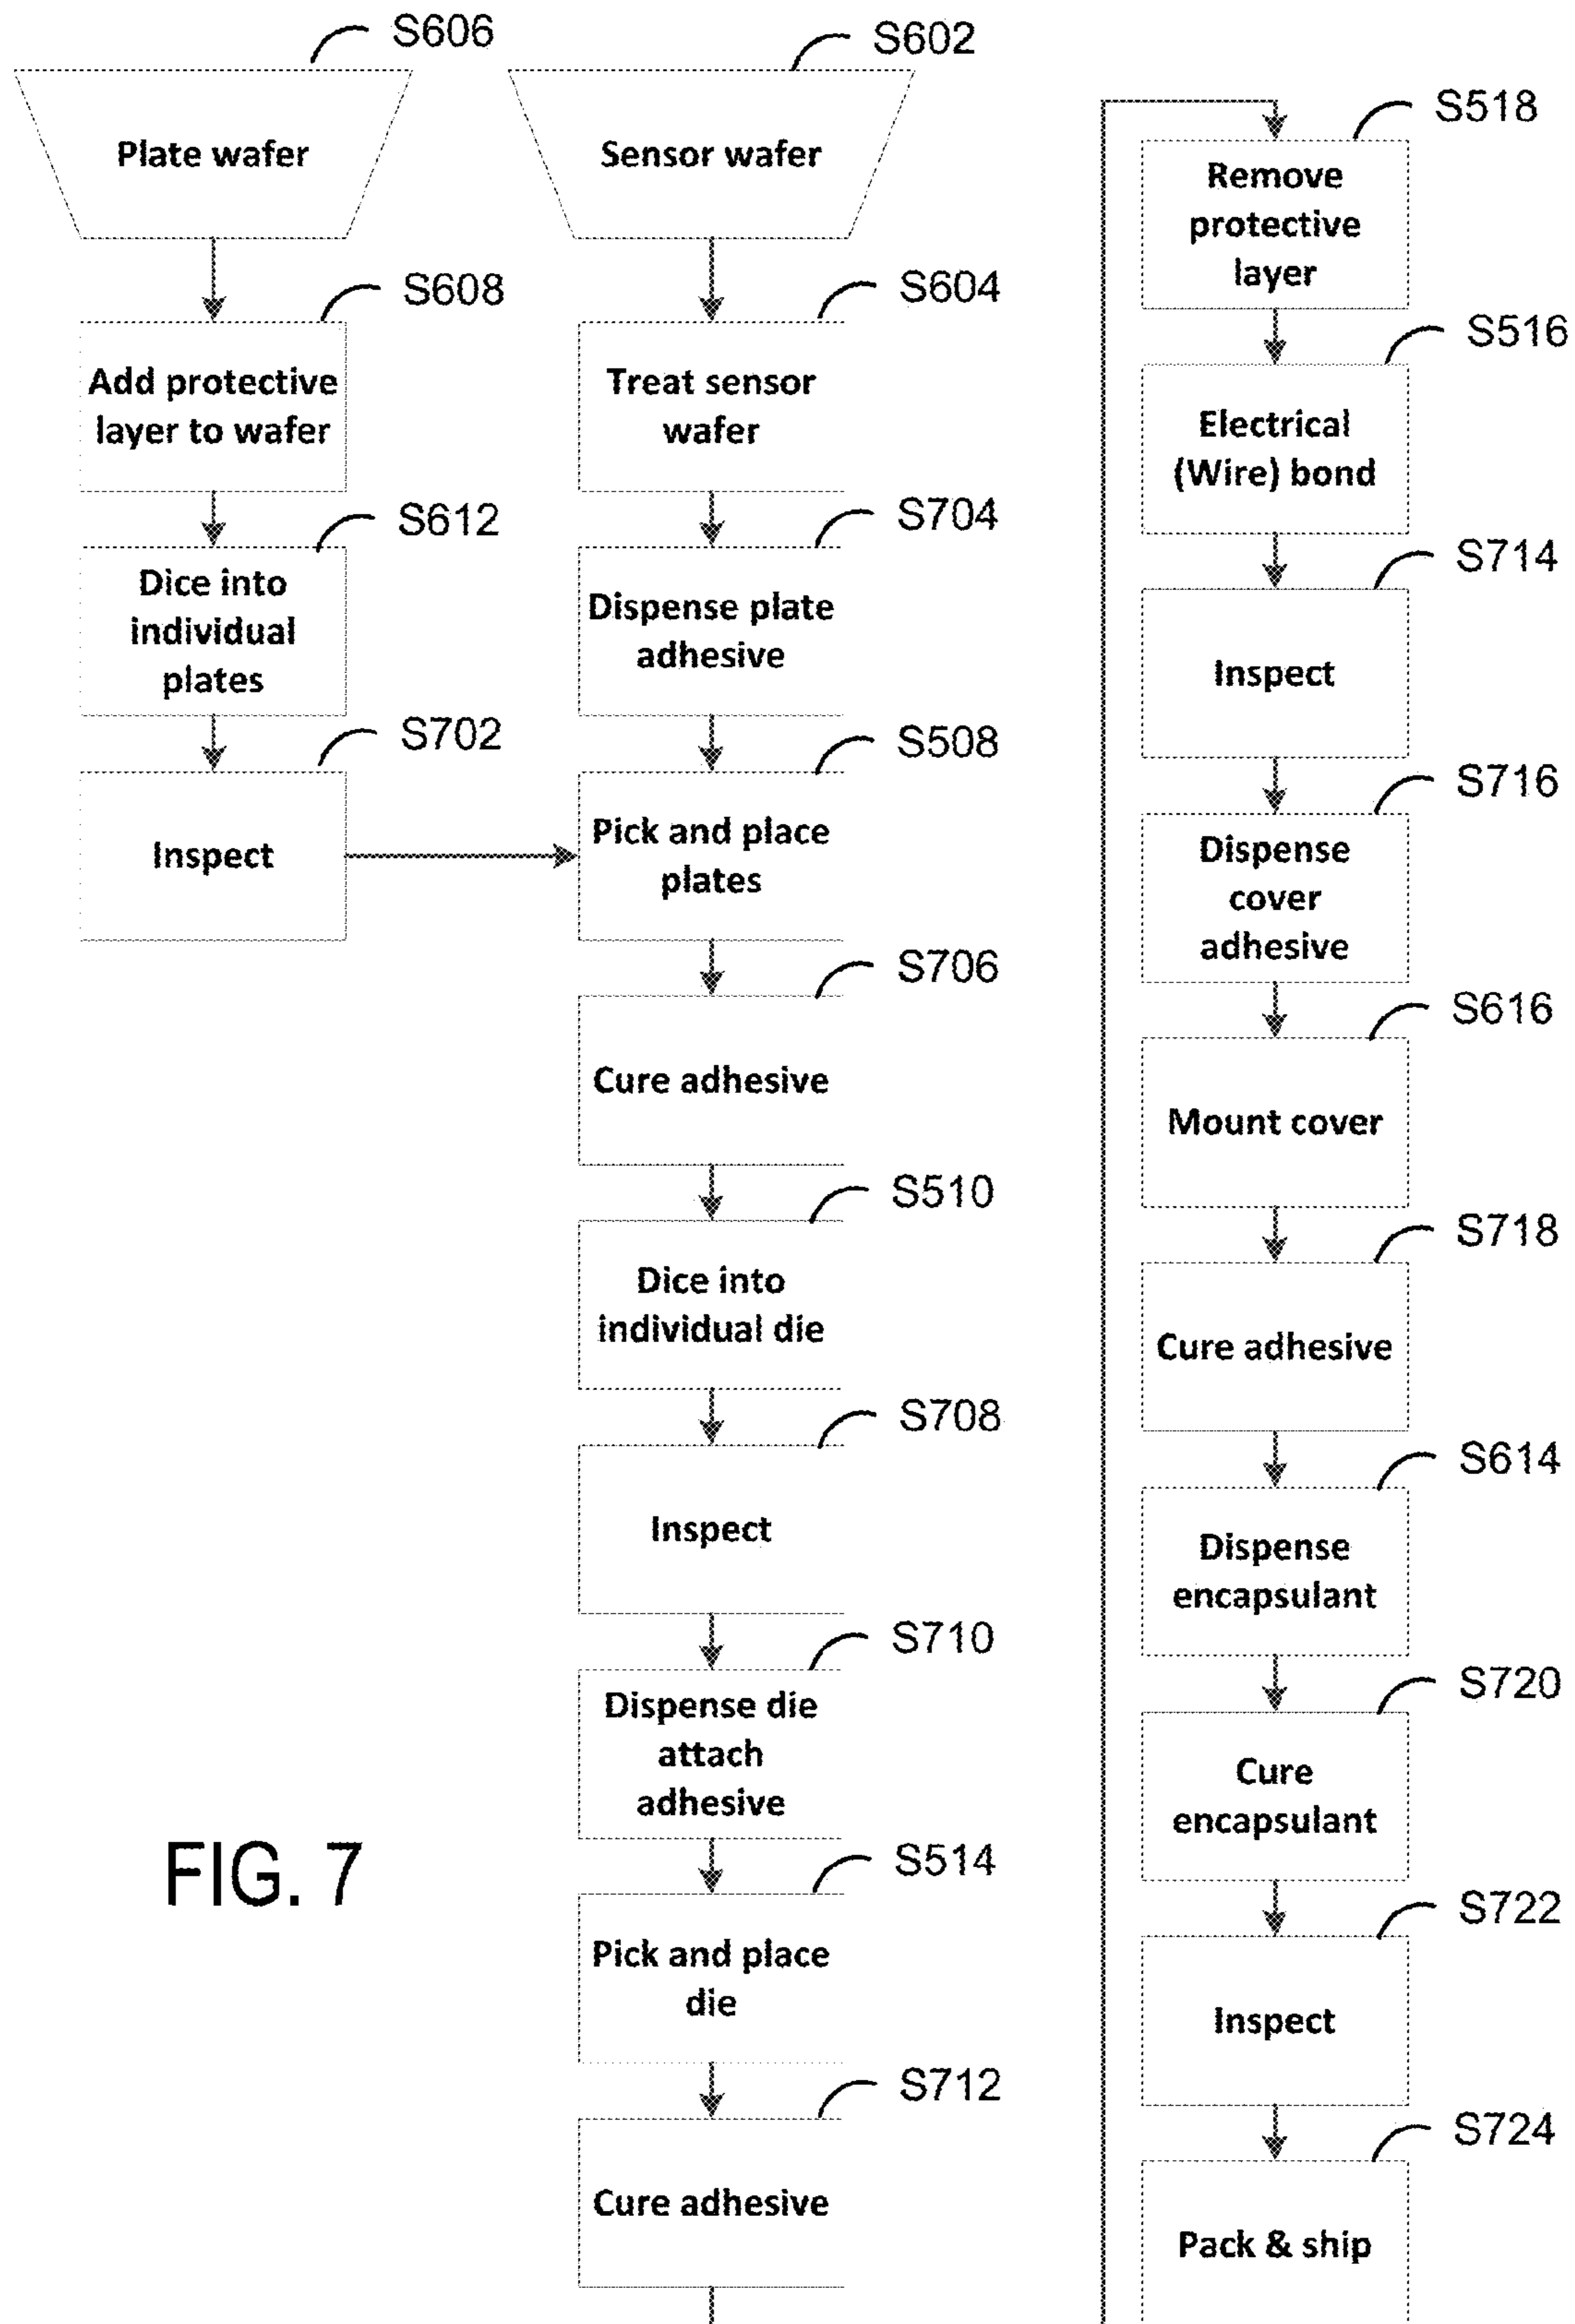 S606
Plate wafer
S608
Add protective
layer to wafer
S612
Dice into
individual
plates
S702
Inspect
S602
Sensor wafer
S604
Treat sensor
wafer
S704
Dispense plate
adhesive
S508
Pick and place
plates
S706
Cure adhesive
S510
Dice into
individual die
S708
Inspect
S710
Dispense die
attach
adhesive
S514
Pick and place
die
S712
Cure adhesive
S518
Remove
protective
layer
S516
Electrical
(Wire) bond
S714
Inspect
S716
Dispense
cover
adhesive
S616
Mount cover
S718
Cure adhesive
S614
Dispense
encapsulant
S720
Cure
encapsulant
S722
Inspect
S724
Pack & ship
FIG. 7